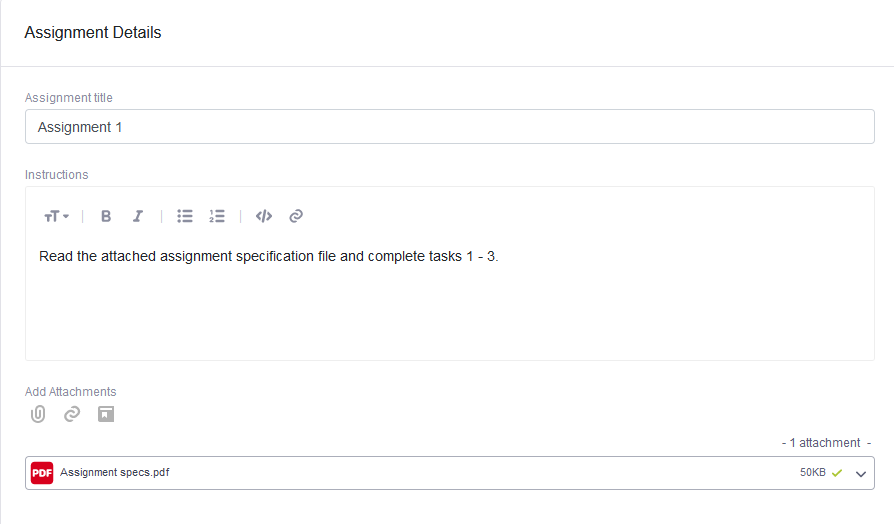 Assignment Details
Assignment title
Assignment 1
Instructions
TT B I </>
Read the attached assignment specification file and complete tasks 1 - 3.
Add Attachments
- 1 attachment -
PDF Assignment specs.pdf 50KB